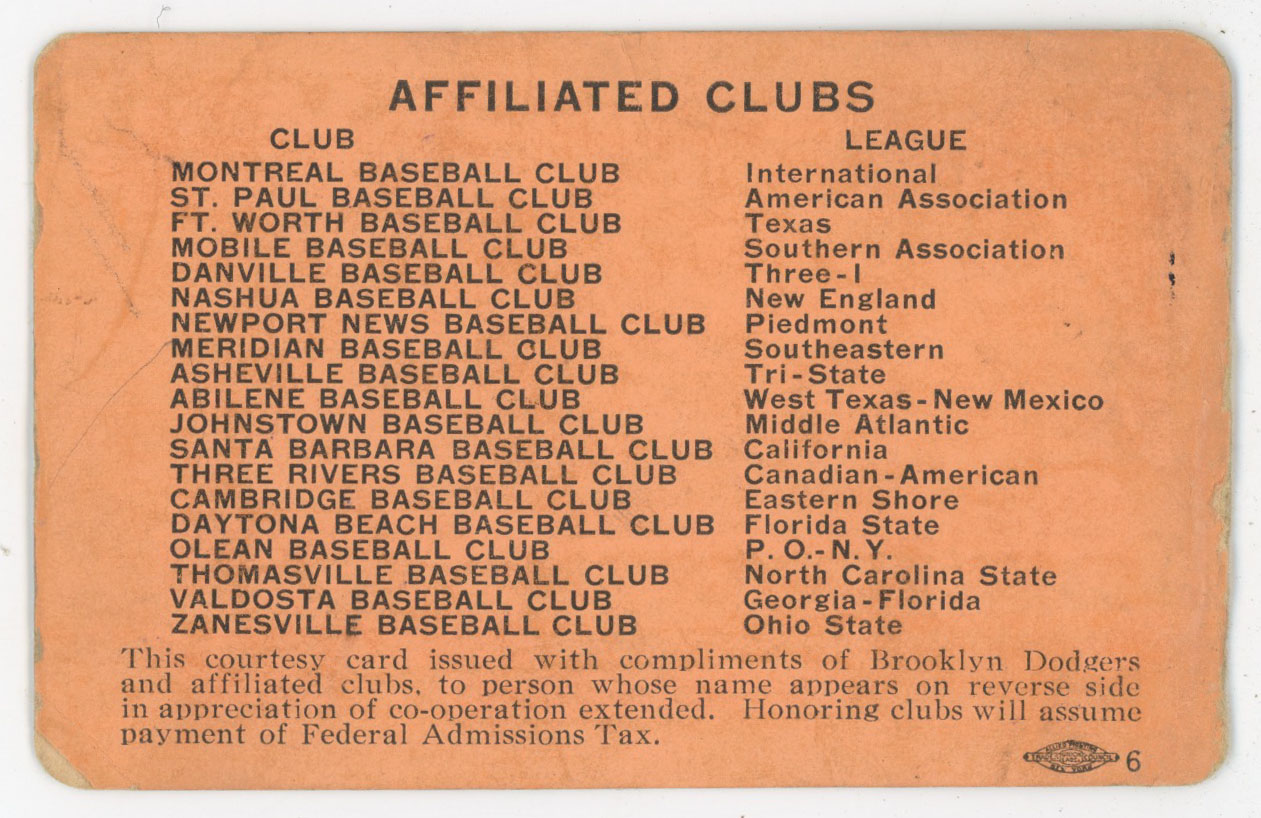 AFFILIATED CLUBS
CLUB LEAGUE
MONTREAL BASEBALL CLUB International
ST. PAUL BASEBALL CLUB American Association
FT. WORTH BASEBALL CLUB Texas
MOBILE BASEBALL CLUB Southern Association
DANVILLE BASEBALL CLUB Three-I
NASHUA BASEBALL CLUB New England
NEWPORT NEWS BASEBALL CLUB Piedmont
MERIDIAN BASEBALL CLUB Southeastern
ASHEVILLE BASEBALL CLUB Tri-State
ABILENE BASEBALL CLUB West Texas-New Mexico
JOHNSTOWN BASEBALL CLUB Middle Atlantic
SANTA BARBARA BASEBALL CLUB California
THREE RIVERS BASEBALL CLUB Canadian-American
CAMBRIDGE BASEBALL CLUB Eastern Shore
DAYTONA BEACH BASEBALL CLUB Florida State
OLEAN BASEBALL CLUB P. O.-N.Y.
THOMASVILLE BASEBALL CLUB North Carolina State
VALDOSTA BASEBALL CLUB Georgia-Florida
ZANESVILLE BASEBALL CLUB Ohio State
This courtesy card issued with compliments of Brooklyn Dodgers
and affiliated clubs, to person whose name appears on reverse side
in appreciation of co-operation extended. Honoring clubs will assume
payment of Federal Admissions Tax.
6